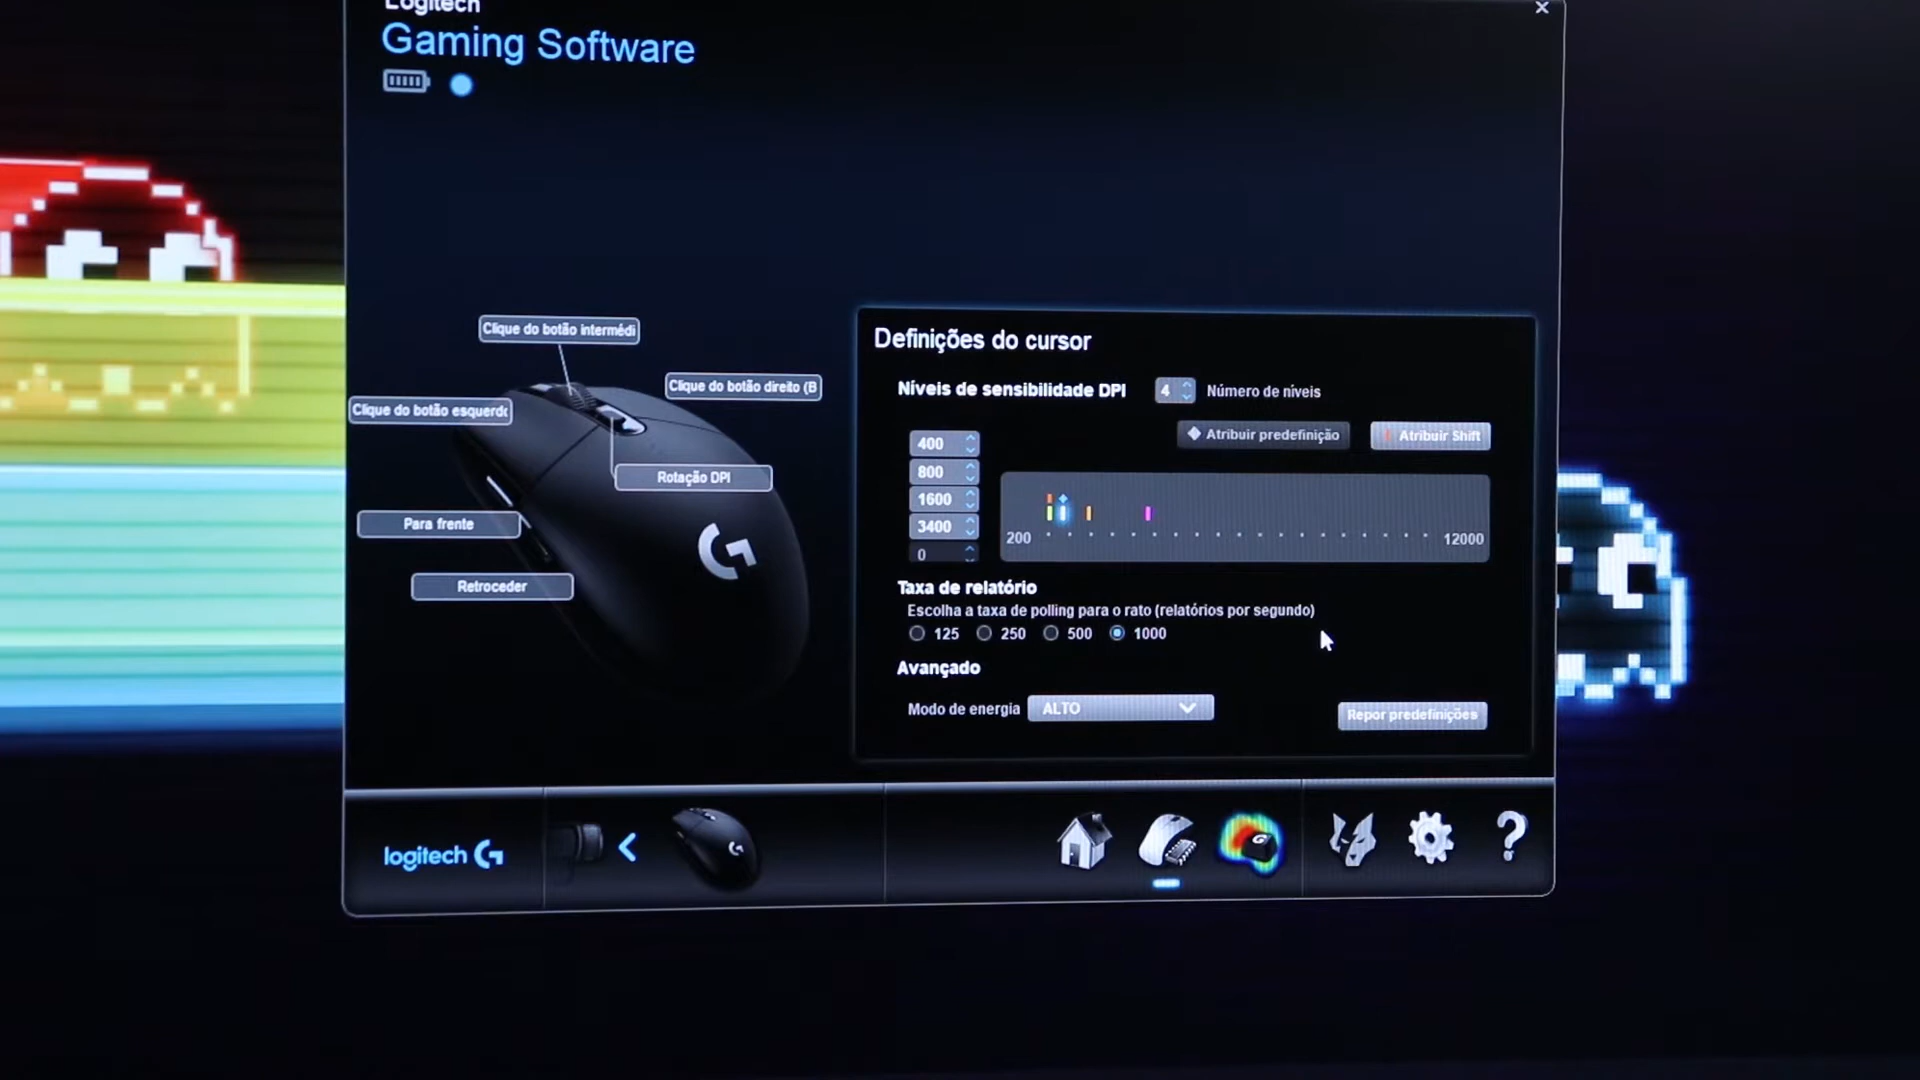 Logitech
Gaming Software
Clique do botão intermédi
Clique do botão direito (B
Clique do botão esquerdo
Rotação DPI
Para frente
Retroceder
Definições do cursor
Níveis de sensibilidade DPI 4 Número de níveis
Atribuir predefinição Atribuir Shift
400
800
1600
3400
0
200 12000
Taxa de relatório
Escolha a taxa de polling para o rato (relatórios por segundo)
125 250 500 1000
Avançado
Modo de energia ALTO
Repor predefinições
logitech G
?